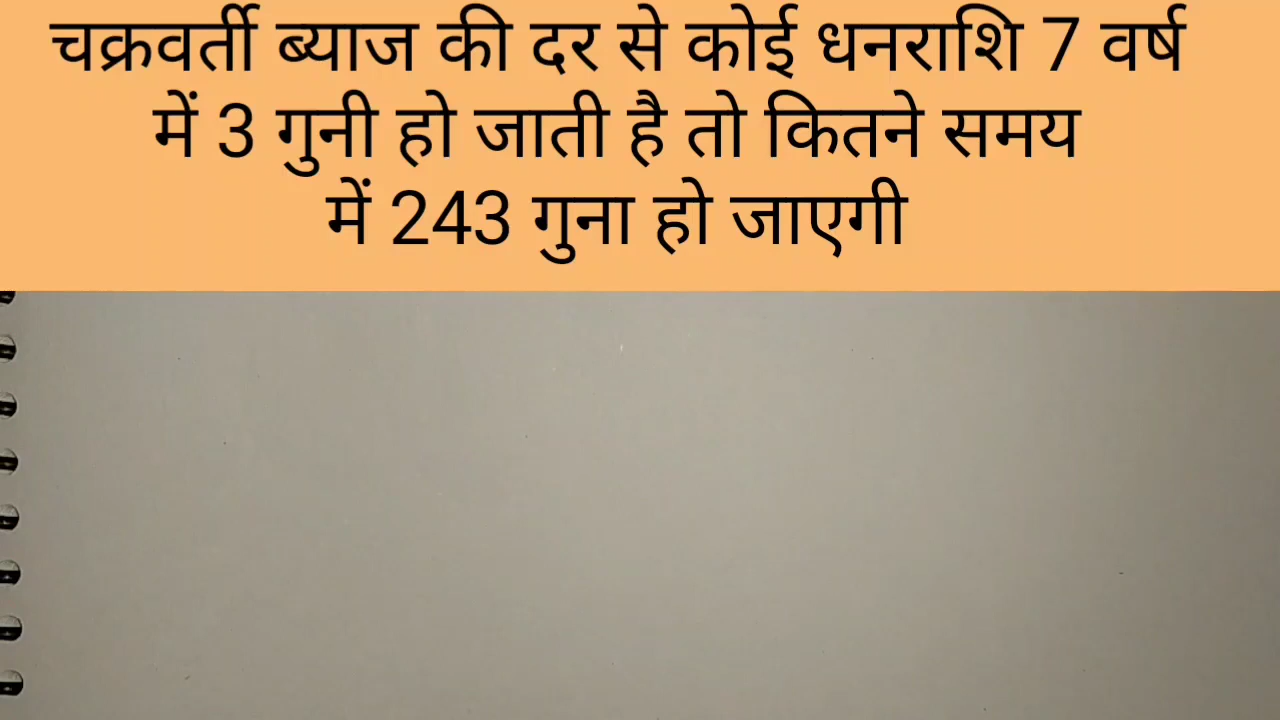 चक्रवर्ती ब्याज की दर से कोई धनराशि 7 वर्ष
में 3 गुनी हो जाती है तो कितने समय
में 243 गुना हो जाएगी